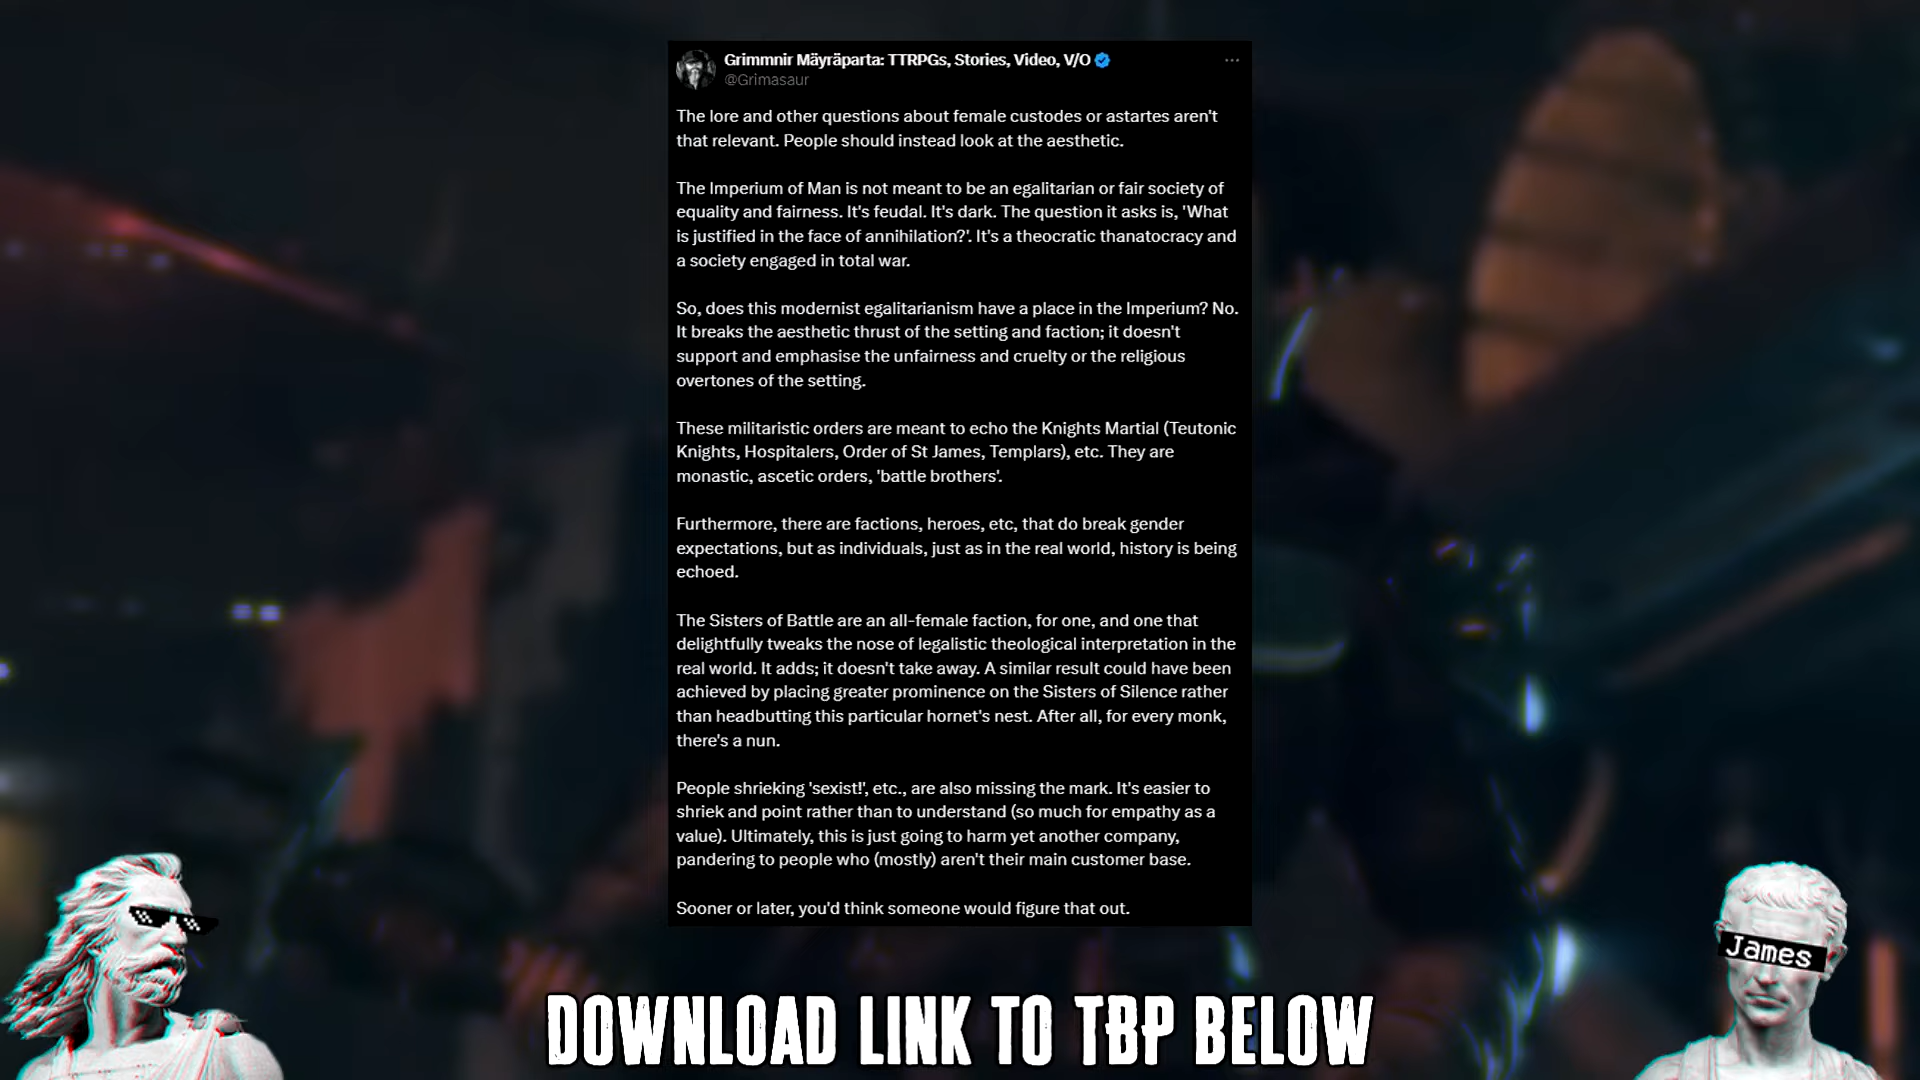 Grimmnir Mäyräparta: TTRPGs, Stories, Video, V/O
@Grimasaur
The lore and other questions about female custodes or astartes aren't
that relevant. People should instead look at the aesthetic.
The Imperium of Man is not meant to be an egalitarian or fair society of
equality and fairness. It's feudal. It's dark. The question it asks is, 'What
is justified in the face of annihilation?'. It's a theocratic thanatocracy and
a society engaged in total war.
So, does this modernist egalitarianism have a place in the Imperium? No.
It breaks the aesthetic thrust of the setting and faction; it doesn't
support and emphasise the unfairness and cruelty or the religious
overtones of the setting.
These militaristic orders are meant to echo the Knights Martial (Teutonic
Knights, Hospitalers, Order of St James, Templars), etc. They are
monastic, ascetic orders, 'battle brothers'.
Furthermore, there are factions, heroes, etc, that do break gender
expectations, but as individuals, just as in the real world, history is being
echoed.
The Sisters of Battle are an all-female faction, for one, and one that
delightfully tweaks the nose of legalistic theological interpretation in the
real world. It adds; it doesn't take away. A similar result could have been
achieved by placing greater prominence on the Sisters of Silence rather
than headbutting this particular hornet's nest. After all, for every monk,
there's a nun.
People shrieking 'sexist!', etc., are also missing the mark. It's easier to
shriek and point rather than to understand (so much for empathy as a
value). Ultimately, this is just going to harm yet another company,
pandering to people who (mostly) aren't their main customer base.
Sooner or later, you'd think someone would figure that out.
James
DOWNLOAD LINK TO TBP BELOW